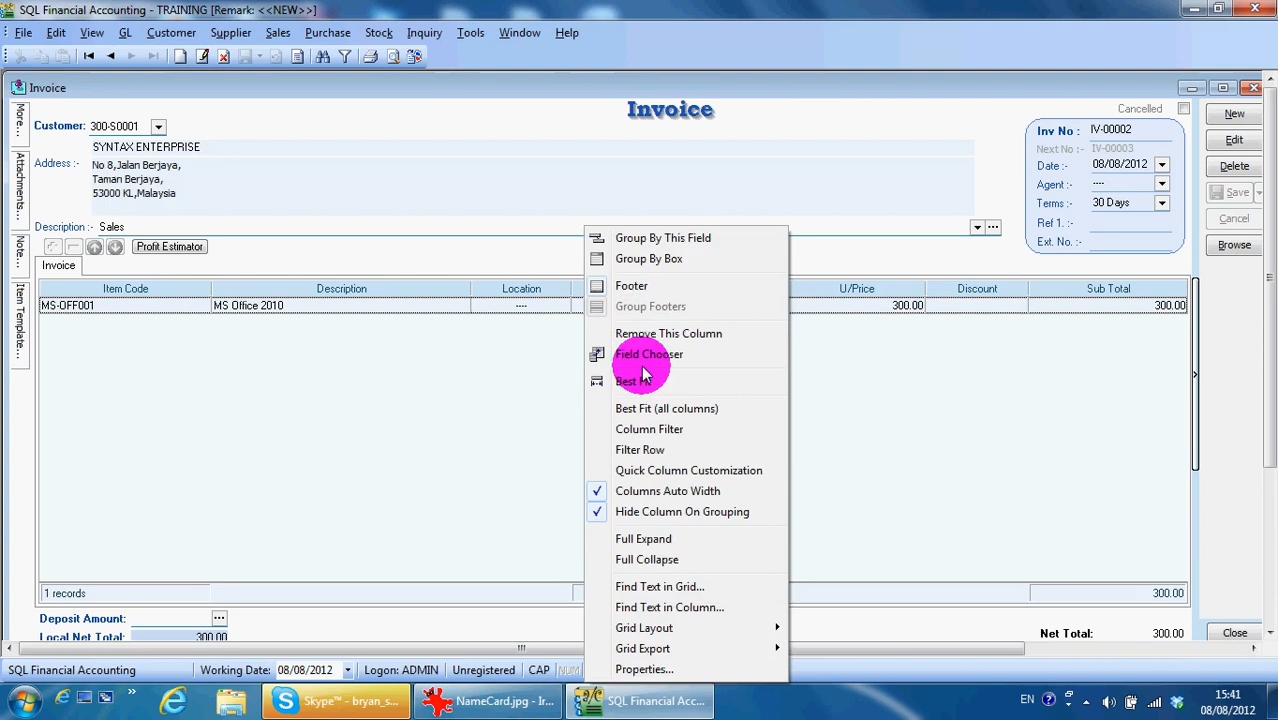 SQL Financial Accounting - TRAINING [Remark: <<NEW>>]
File Edit View GL Customer Supplier Sales Purchase Stock Inquiry Tools Window Help
Invoice
Invoice
Cancelled
More...
Attachments...
Note...
Item Template...
Customer: 300-S0001
SYNTAX ENTERPRISE
Address :- No 8,Jalan Berjaya,
Taman Berjaya,
53000 KL,Malaysia
Description :- Sales
Inv No : IV-00002
Next No :- IV-00003
Date :- 08/08/2012
Agent :- ----
Terms : 30 Days
Ref 1. :
Ext. No. :
New
Edit
Delete
Save
Cancel
Browse
Profit Estimator
Invoice
Item Code Description Location U/Price Discount Sub Total
MS-OFF001 MS Office 2010 ---- 300.00 300.00
Group By This Field
Group By Box
Footer
Group Footers
Remove This Column
Field Chooser
Best Fit
Best Fit (all columns)
Column Filter
Filter Row
Quick Column Customization
Columns Auto Width
Hide Column On Grouping
Full Expand
Full Collapse
Find Text in Grid...
Find Text in Column...
Grid Layout
Grid Export
Properties...
1 records 300.00
Deposit Amount:
Local Net Total: 300.00
Net Total: 300.00
Close
SQL Financial Accounting Working Date: 08/08/2012 Logon: ADMIN Unregistered CAP NUM
Skype™ - bryan_s... NameCard.jpg - Ir... SQL Financial Acc...
EN 15:41
08/08/2012